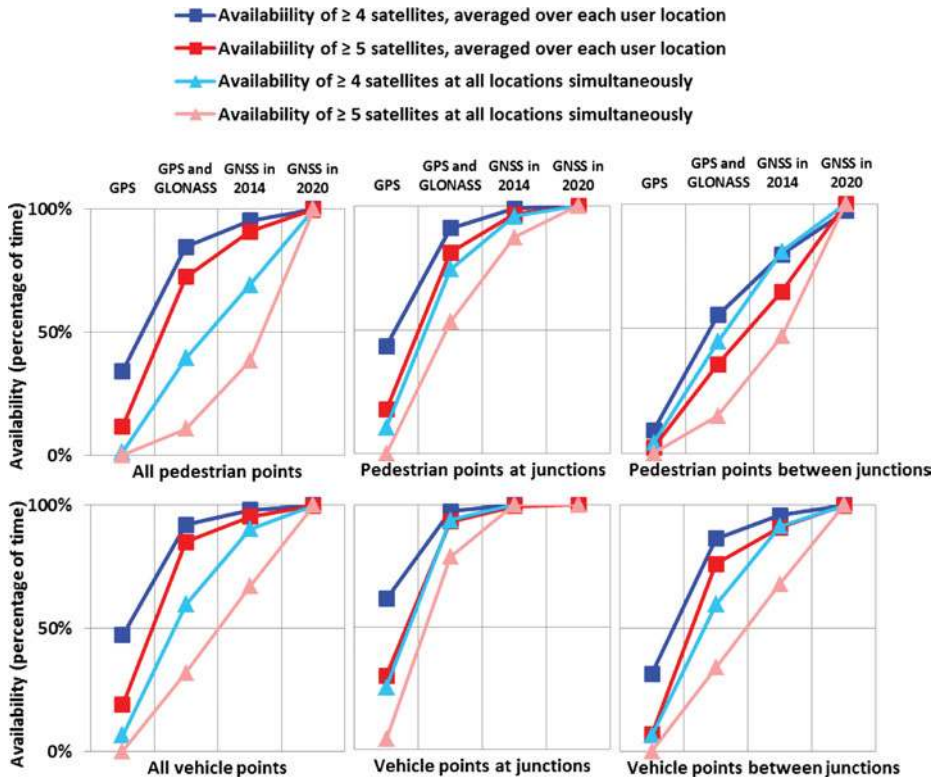 Availabiility of ≥ 4 satellites, averaged over each user location
Availabiility of ≥ 5 satellites, averaged over each user location
Availability of ≥ 4 satellites at all locations simultaneously
Availability of ≥ 5 satellites at all locations simultaneously
GPS
GPS and
GLONASS
GNSS in
2014
GNSS in
2020
GPS
GPS and
GLONASS
GNSS in
2014
GNSS in
2020
GPS
GPS and
GLONASS
GNSS in
2014
GNSS in
2020
Availability (percentage of time)
100%
50%
0%
All pedestrian points
Pedestrian points at junctions
Pedestrian points between junctions
Availability (percentage of time)
100%
50%
0%
All vehicle points
Vehicle points at junctions
Vehicle points between junctions